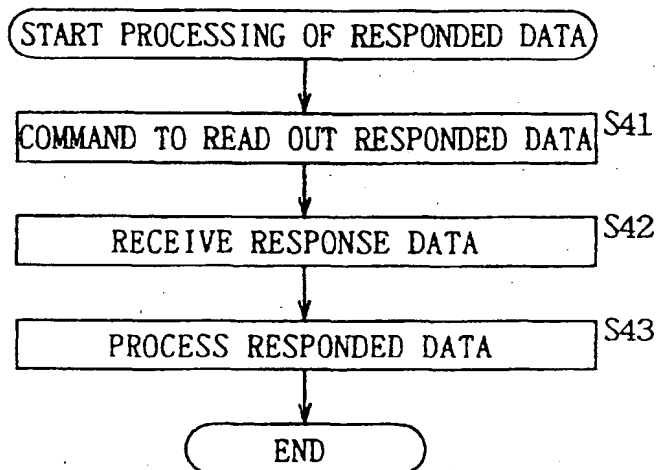 START PROCESSING OF RESPONDED DATA
S41
COMMAND TO READ OUT RESPONDED DATA
S42
RECEIVE RESPONSE DATA
S43
PROCESS RESPONDED DATA
END